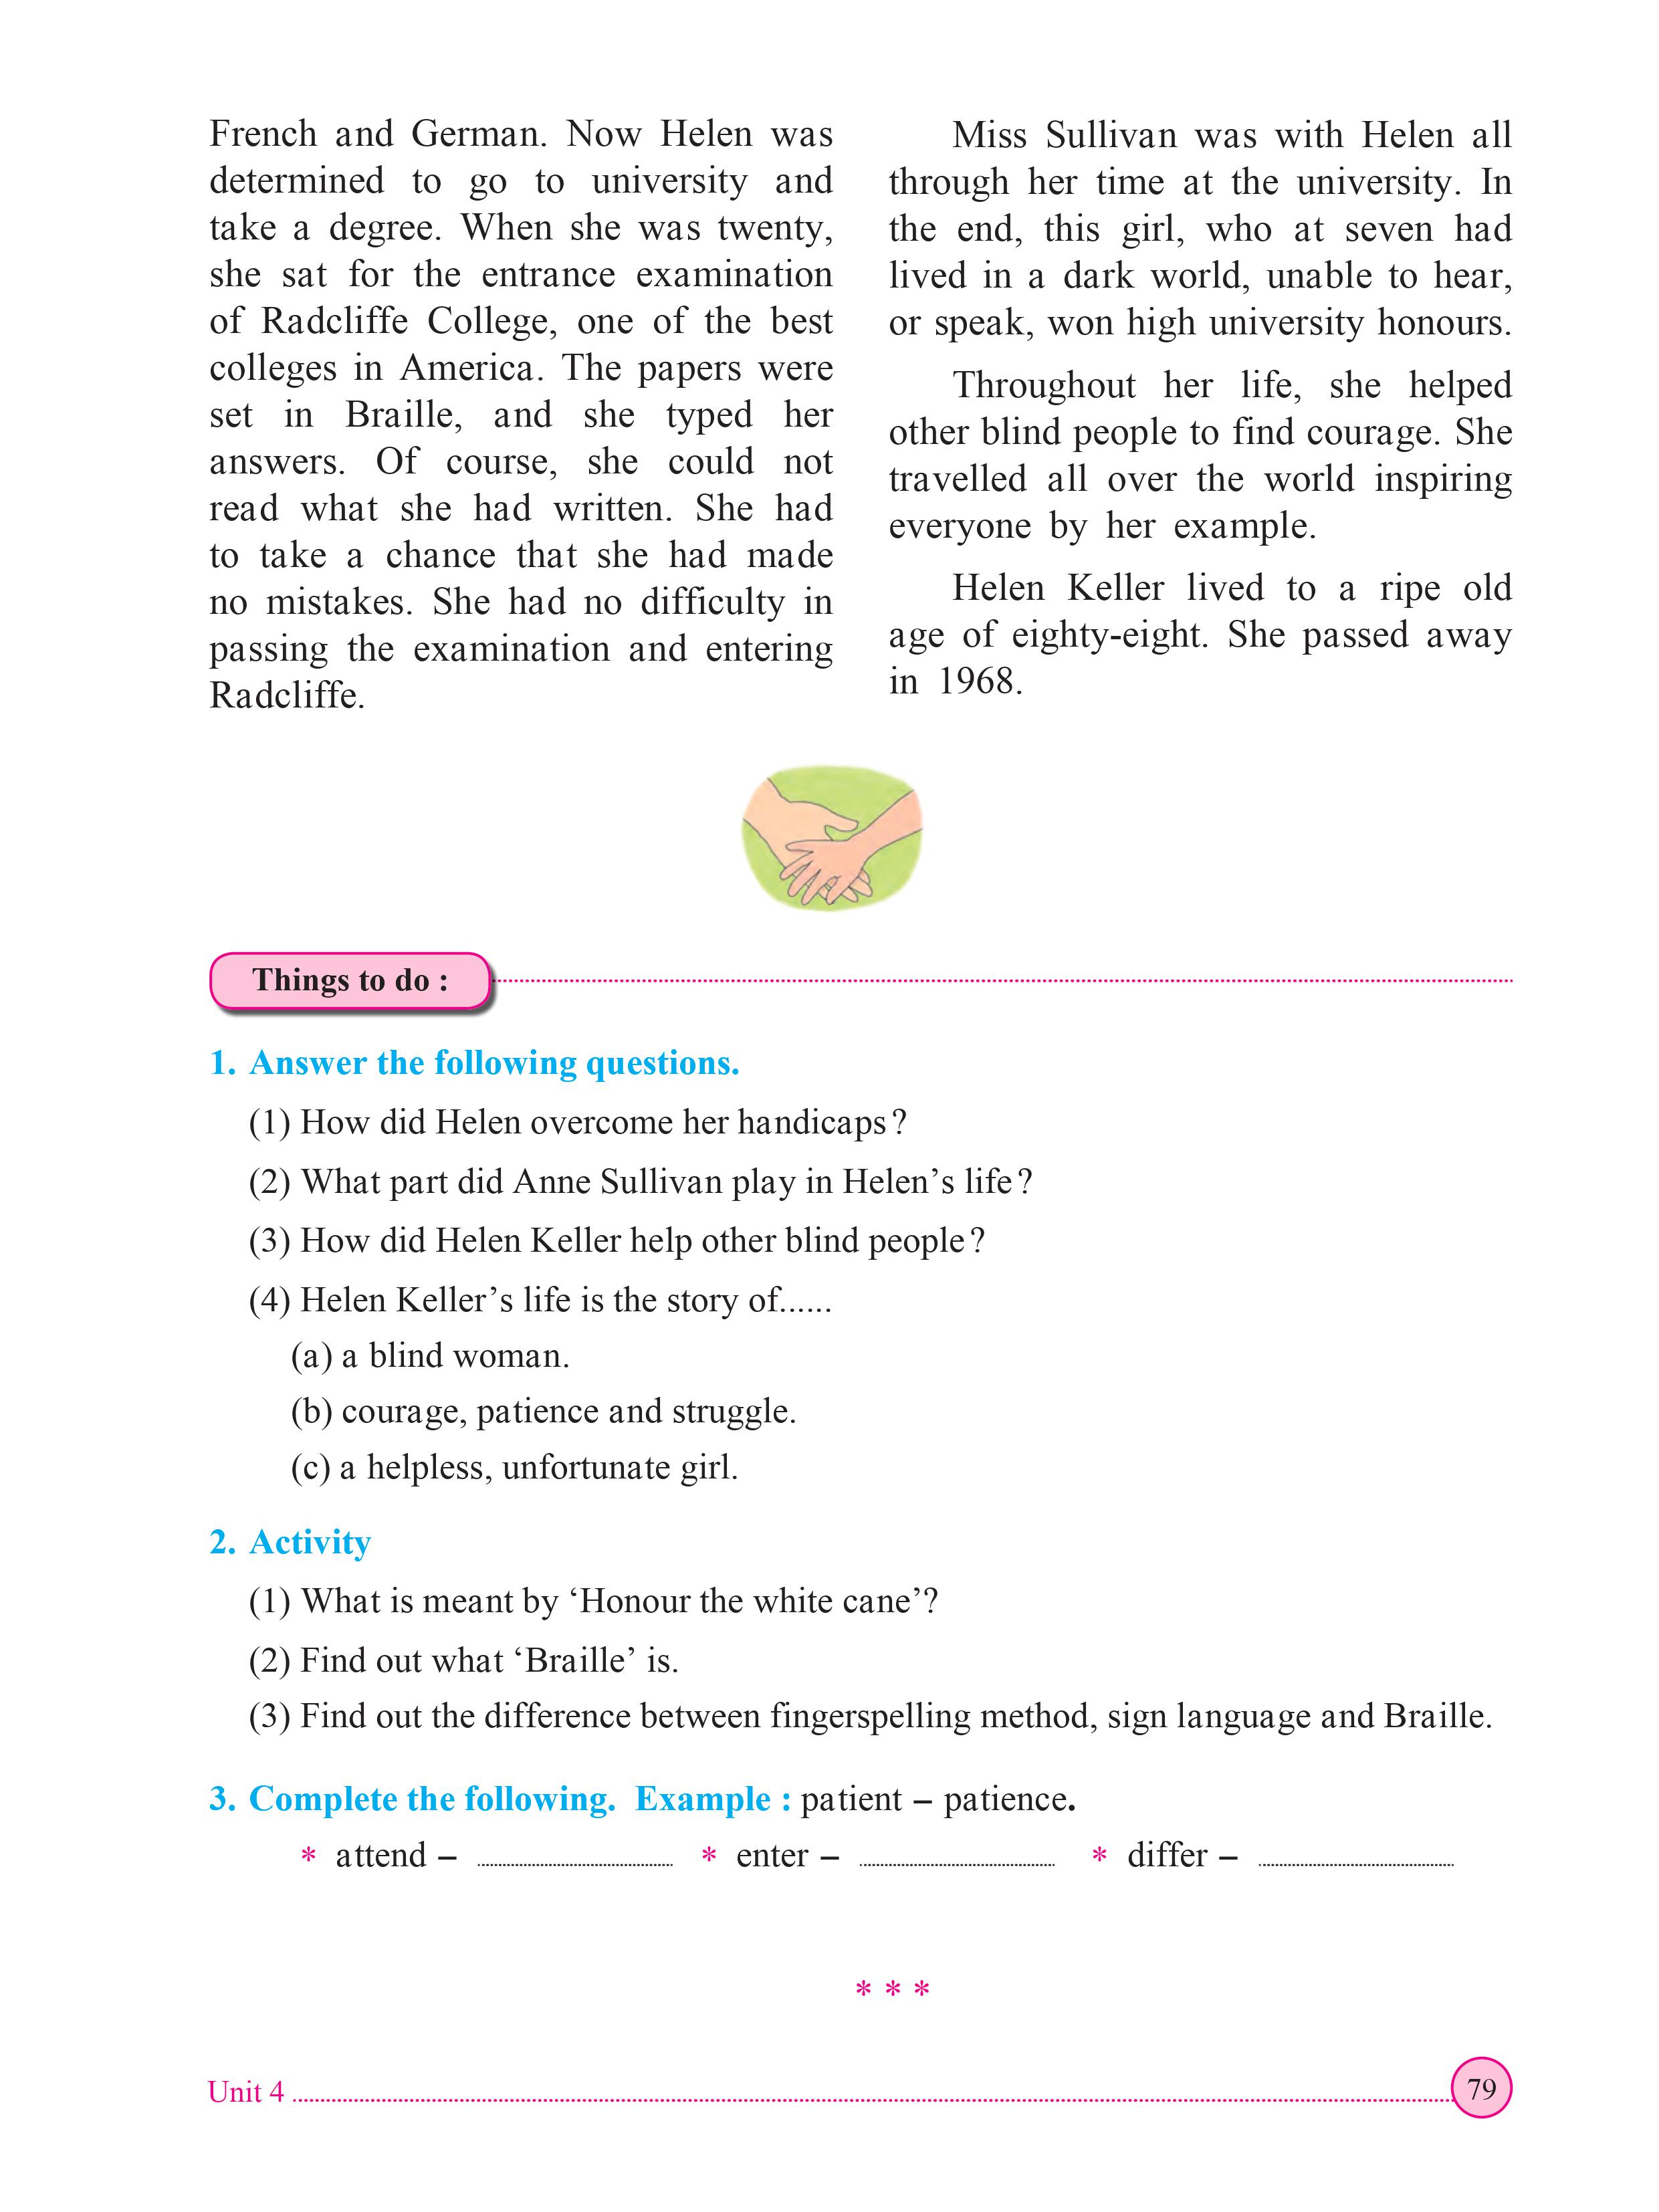 French and German. Now Helen was
determined to go to university and
take a degree. When she was twenty,
she sat for the entrance examination
of Radcliffe College, one of the best
colleges in America. The papers were
set in Braille, and she typed her
answers. Of course, she could not
read what she had written. She had
to take a chance that she had made
no mistakes. She had no difficulty in
passing the examination and entering
Radcliffe.
Miss Sullivan was with Helen all
through her time at the university. In
the end, this girl, who at seven had
lived in a dark world, unable to hear,
or speak, won high university honours.
Throughout her life, she helped
other blind people to find courage. She
travelled all over the world inspiring
everyone by her example.
Helen Keller lived to a ripe old
age of eighty-eight. She passed away
in 1968.
Things to do :
1. Answer the following questions.
(1) How did Helen overcome her handicaps?
(2) What part did Anne Sullivan play in Helen’s life?
(3) How did Helen Keller help other blind people?
(4) Helen Keller’s life is the story of......
(a) a blind woman.
(b) courage, patience and struggle.
(c) a helpless, unfortunate girl.
2. Activity
(1) What is meant by ‘Honour the white cane’?
(2) Find out what ‘Braille’ is.
(3) Find out the difference between fingerspelling method, sign language and Braille.
3. Complete the following. Example : patient – patience.
* attend – .................... * enter – .................... * differ – ....................
* * *
Unit 4 79